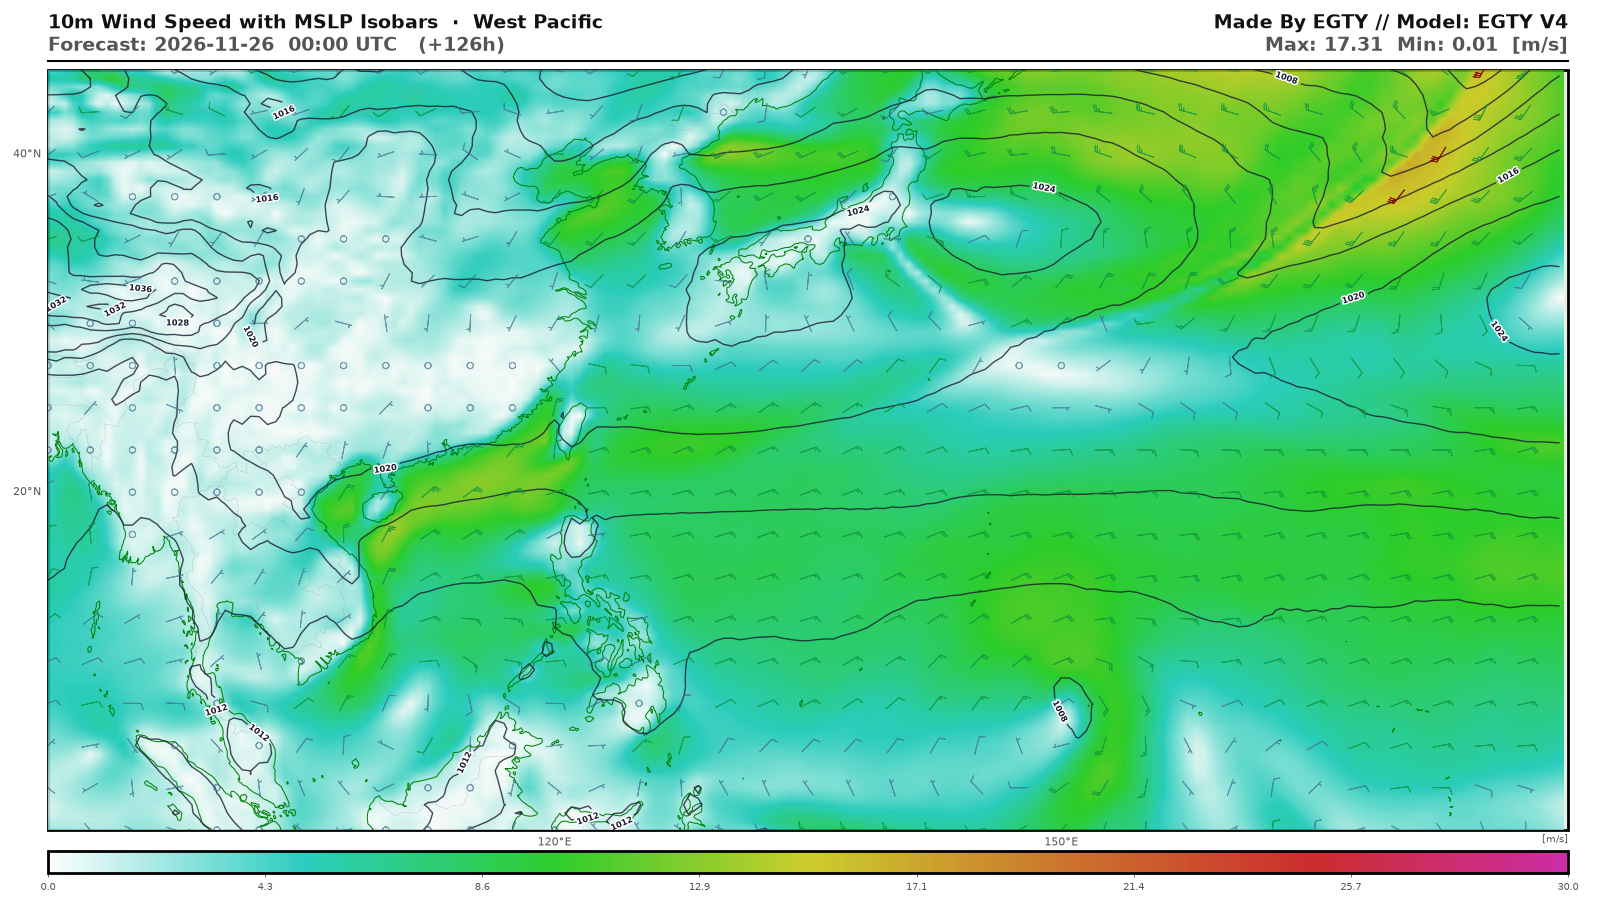 10m Wind Speed with MSLP Isobars · West Pacific
Made By EGTY // Model: EGTY V4
Forecast: 2026-11-26 00:00 UTC (+126h)
Max: 17.31 Min: 0.01 [m/s]
1008
1016
40°N
1016
1016
1024
1024
1036
1032
1032
1028
1020
1020
1024
1020
20°N
1012
1012
1008
1012
1012
1012
120°E
150°E
[m/s]
0.0 4.3 8.6 12.9 17.1 21.4 25.7 30.0